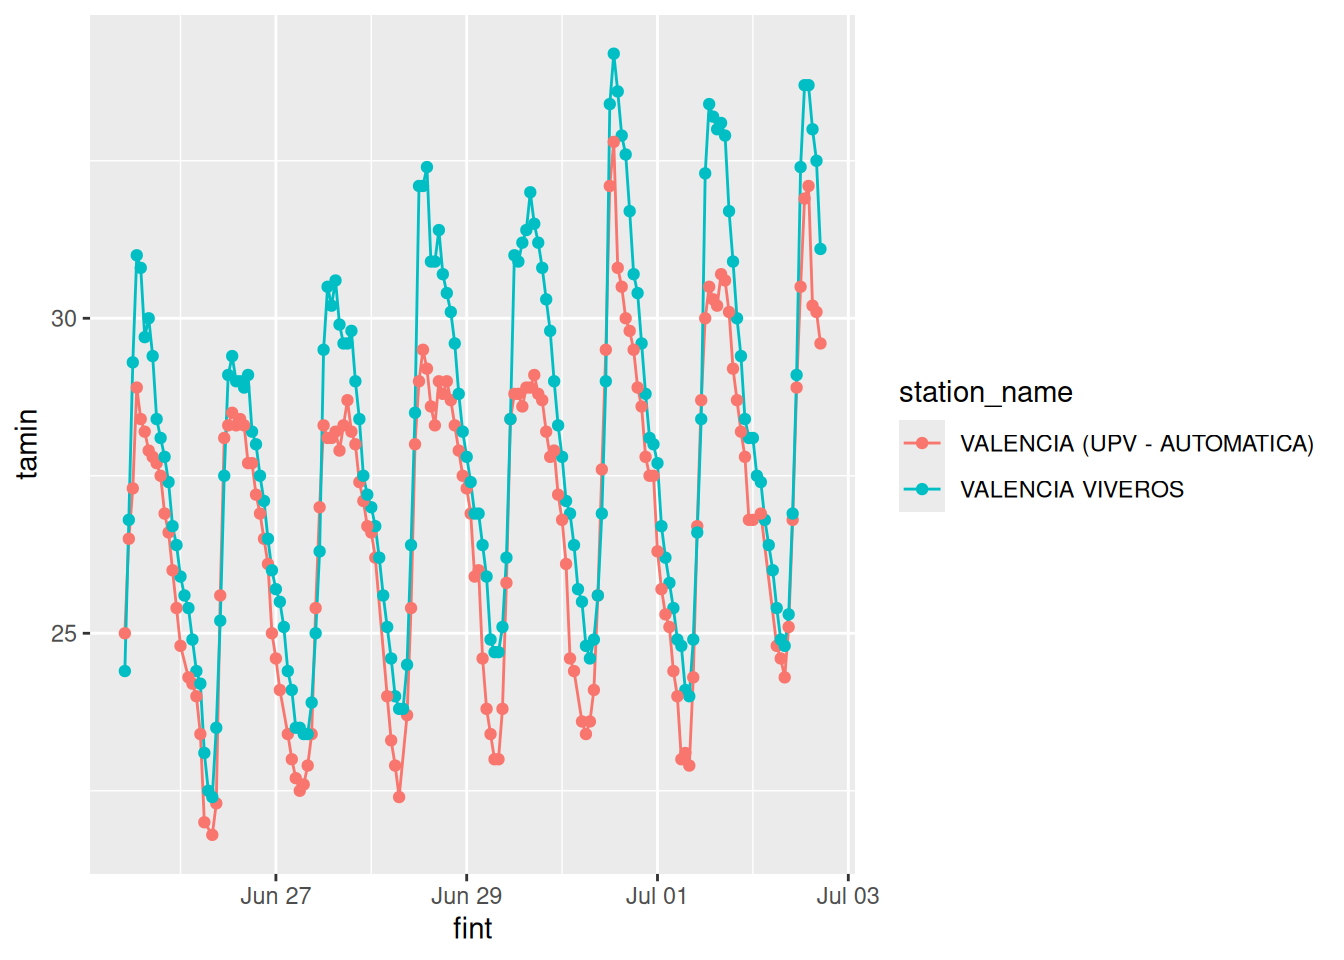 30
25
tamin
Jun 27
Jun 29
Jul 01
Jul 03
fint
station_name
VALENCIA (UPV - AUTOMATICA)
VALENCIA VIVEROS